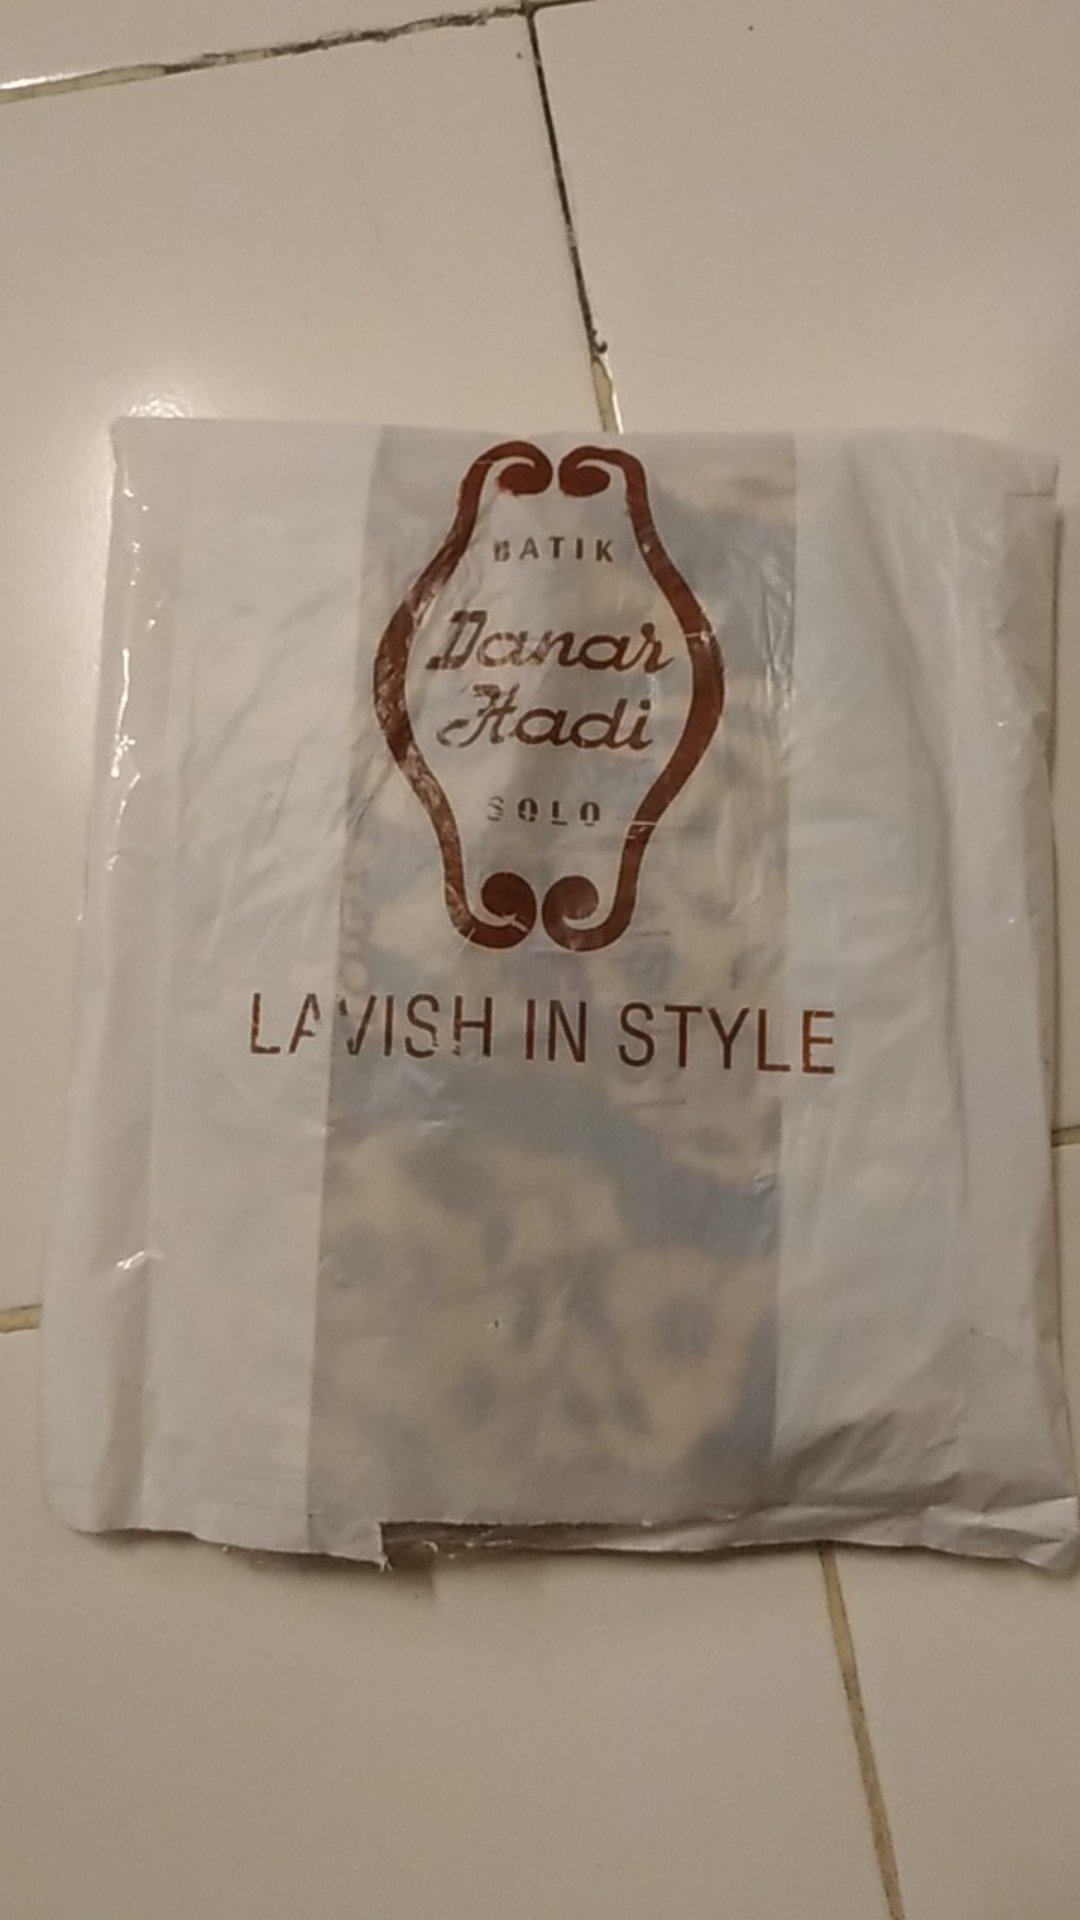 BATIK
Danar
Hadi
SOLO
LAVISH IN STYLE